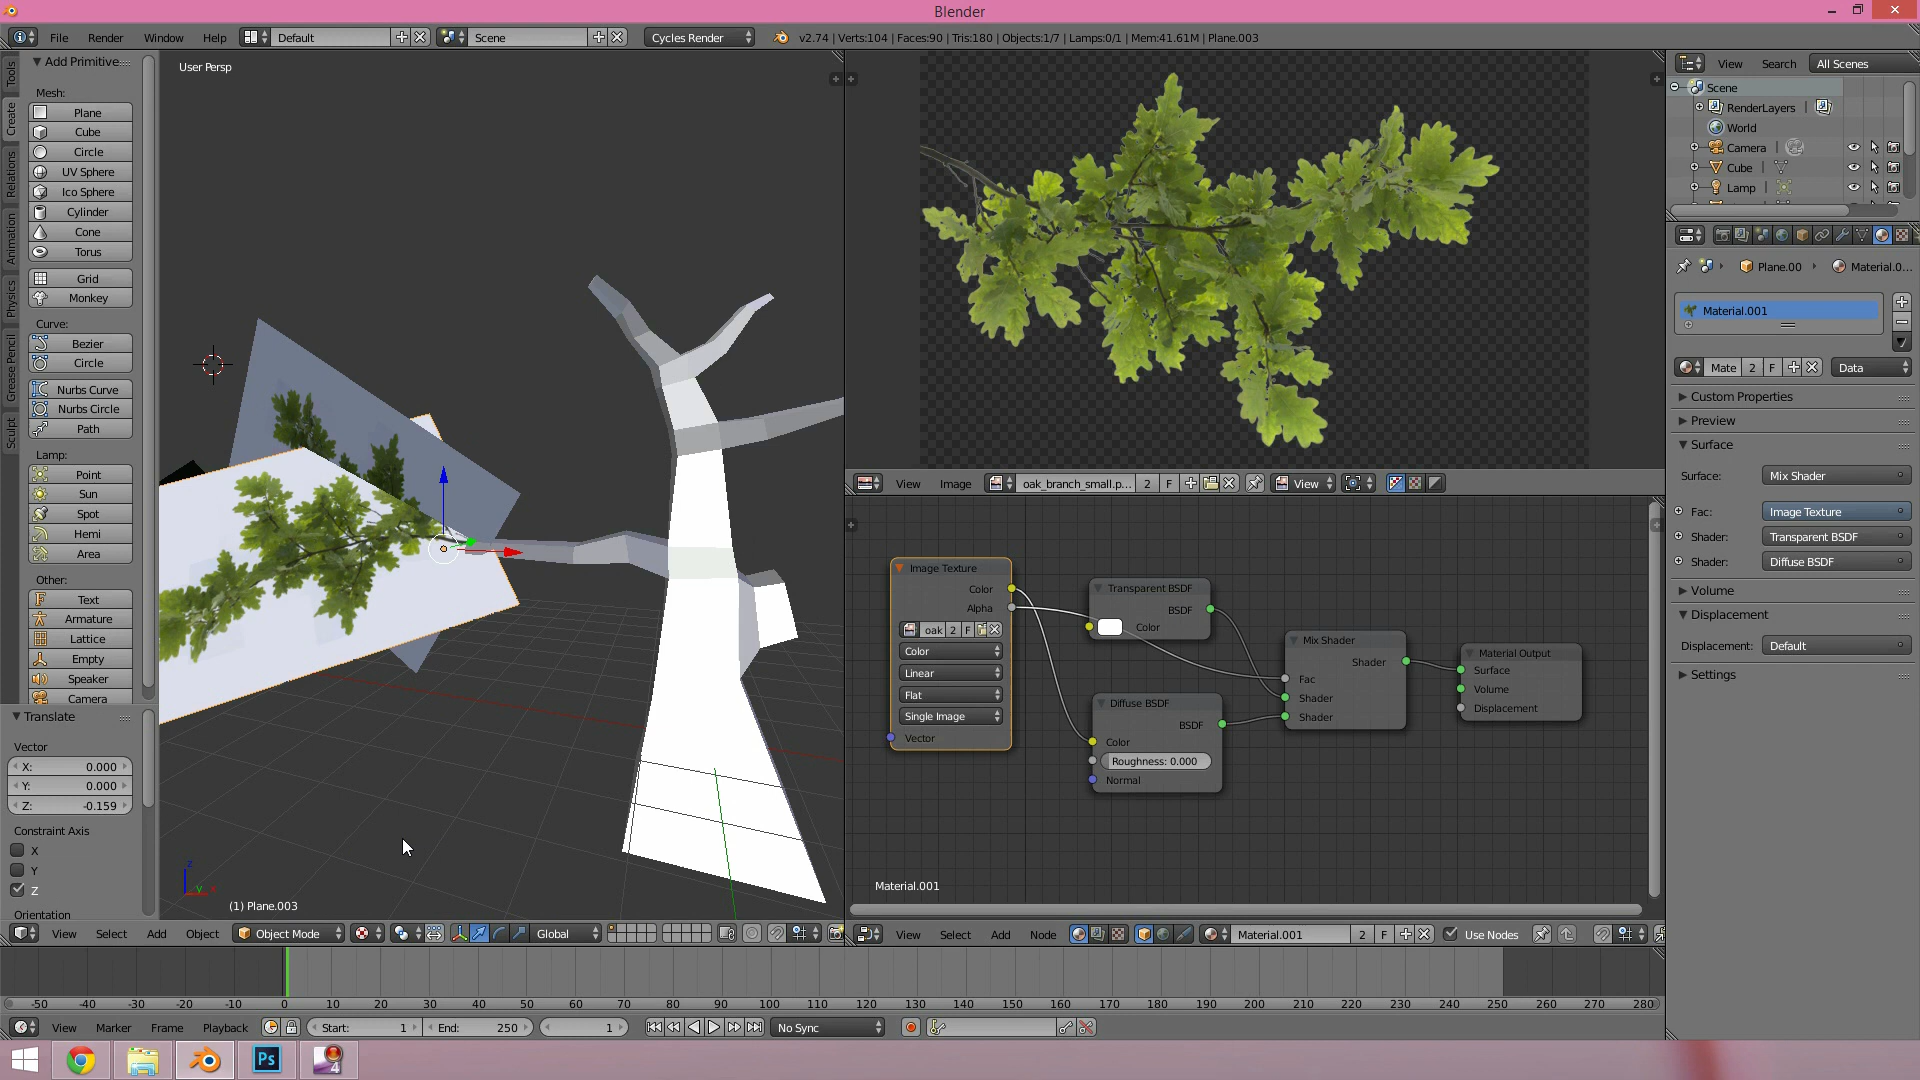 Blender
File Render Window Help Default Scene Cycles Render v2.74 | Verts:104 | Faces:90 | Tris:180 | Objects:1/7 | Lamps:0/1 | Mem:41.61M | Plane.003
Tools
Create
Relations
Animation
Physics
Grease Pencil
Sculpt
Add Primitive
Mesh:
Plane
Cube
Circle
UV Sphere
Ico Sphere
Cylinder
Cone
Torus
Grid
Monkey
Curve:
Bezier
Circle
Nurbs Curve
Nurbs Circle
Path
Lamp:
Point
Sun
Spot
Hemi
Area
Other:
Text
Armature
Lattice
Empty
Speaker
Camera
Translate
Vector
X: 0.000
Y: 0.000
Z: -0.159
Constraint Axis
X
Y
Z
Orientation
User Persp
z
y x
(1) Plane.003
View Select Add Object Object Mode Global
View Image oak_branch_small.p... 2 F View
Image Texture
Color
Alpha
oak 2 F
Color
Linear
Flat
Single Image
Vector
Transparent BSDF
BSDF
Color
Diffuse BSDF
BSDF
Color
Roughness: 0.000
Normal
Mix Shader
Shader
Fac
Shader
Shader
Material Output
Surface
Volume
Displacement
Material.001
View Select Add Node Material.001 2 F Use Nodes
View Search All Scenes
Scene
RenderLayers
World
Camera
Cube
Lamp
Plane.00 Material.0...
Material.001
Mate 2 F Data
Custom Properties
Preview
Surface
Surface: Mix Shader
Fac: Image Texture
Shader: Transparent BSDF
Shader: Diffuse BSDF
Volume
Displacement
Displacement: Default
Settings
-50 -40 -30 -20 -10 0 10 20 30 40 50 60 70 80 90 100 110 120 130 140 150 160 170 180 190 200 210 220 230 240 250 260 270 280
View Marker Frame Playback Start: 1 End: 250 1 No Sync
Ps
4